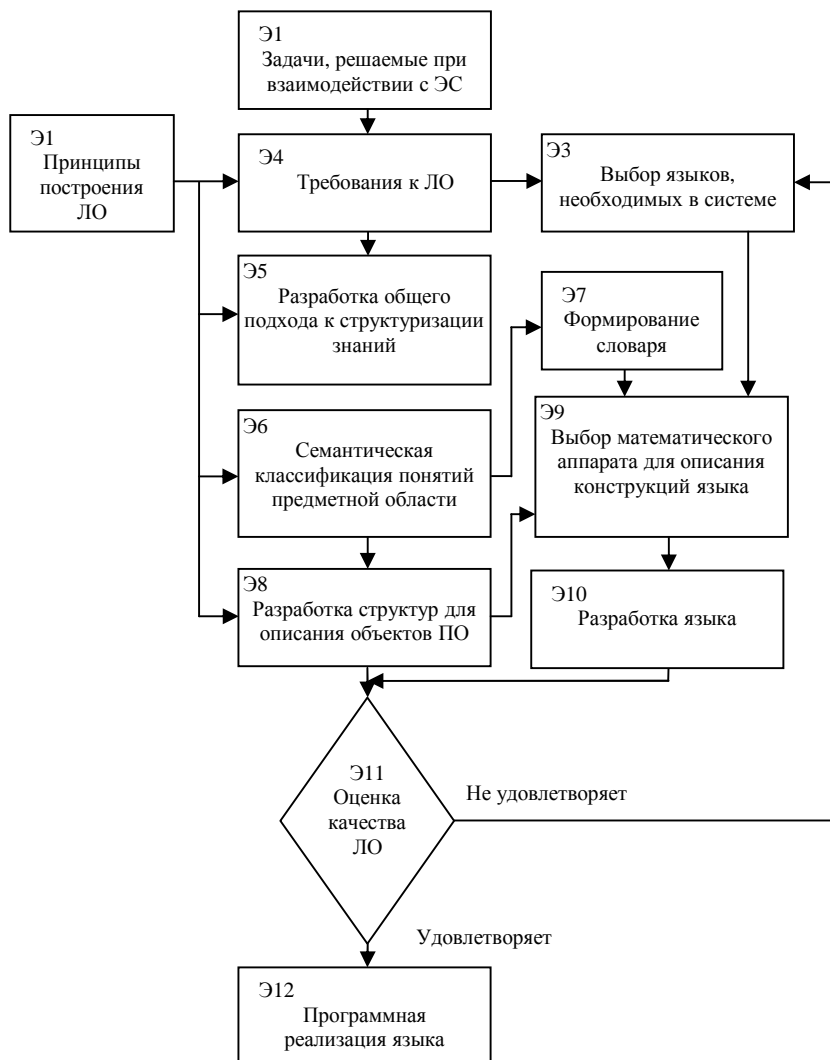 Э1
Задачи, решаемые при
взаимодействии с ЭС
Э1
Принципы
построения
ЛО
Э4
Требования к ЛО
Э3
Выбор языков,
необходимых в системе
Э5
Разработка общего
подхода к структуризации
знаний
Э7
Формирование
словаря
Э6
Семантическая
классификация понятий
предметной области
Э9
Выбор математического
аппарата для описания
конструкций языка
Э8
Разработка структур для
описания объектов ПО
Э10
Разработка языка
Э11
Оценка
качества
ЛО
Не удовлетворяет
Удовлетворяет
Э12
Программная
реализация языка